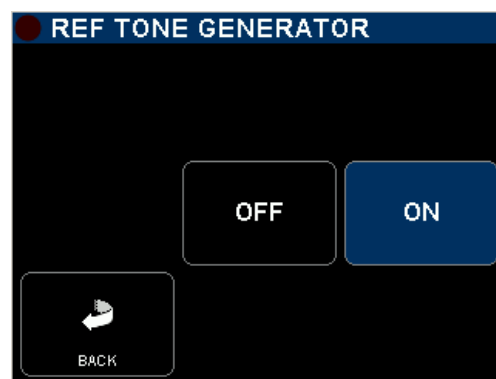 REF TONE GENERATOR
OFF
ON
BACK